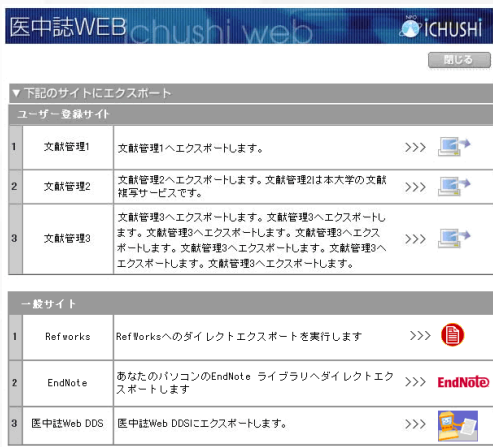 医中誌WEB ichushi web NPO iCHUSHI
閉じる
▼下記のサイトにエクスポート
ユーザー登録サイト
1 文献管理1 文献管理1へエクスポートします。 >>>
2 文献管理2 文献管理2へエクスポートします。文献管理2は本大学の文献
複写サービスです。 >>>
3 文献管理3 文献管理3へエクスポートします。文献管理3へエクスポートし
ます。文献管理3へエクスポートします。文献管理3へエクス
ポートします。文献管理3へエクスポートします。文献管理3へ
エクスポートします。文献管理3へエクスポートします。 >>>
一般サイト
1 Refworks RefWorksへのダイレクトエクスポートを実行します >>>
2 EndNote あなたのパソコンのEndNote ライブラリへダイレクトエク
スポートします >>> EndNote
3 医中誌Web DDS 医中誌Web DDSにエクスポートします。 >>>